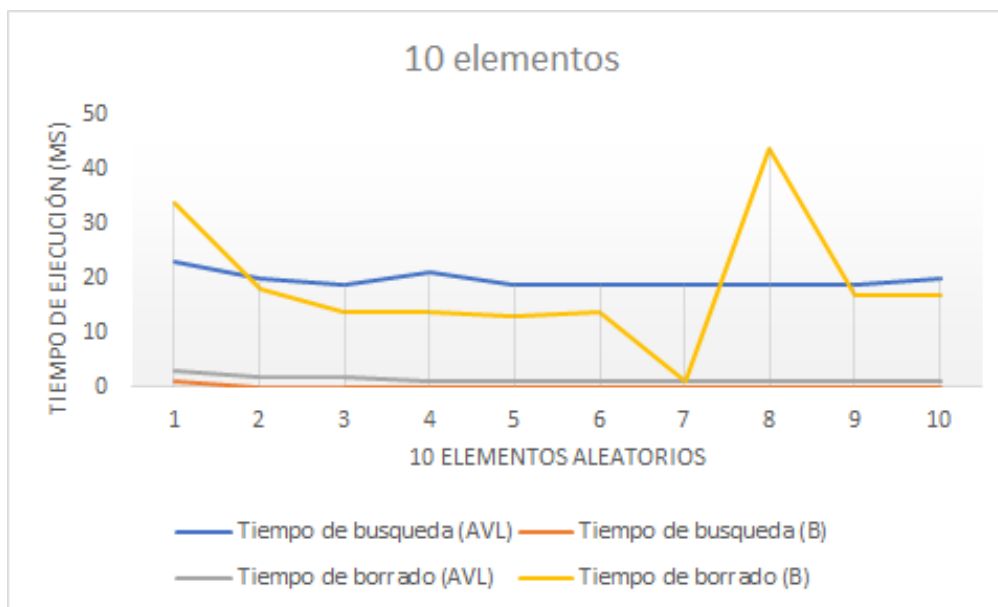 10 elementos
TIEMPO DE EJECUCIÓN (MS)
50
40
30
20
10
0
1 2 3 4 5 6 7 8 9 10
10 ELEMENTOS ALEATORIOS
Tiempo de busqueda (AVL) Tiempo de busqueda (B)
Tiempo de borrado (AVL) Tiempo de borrado (B)